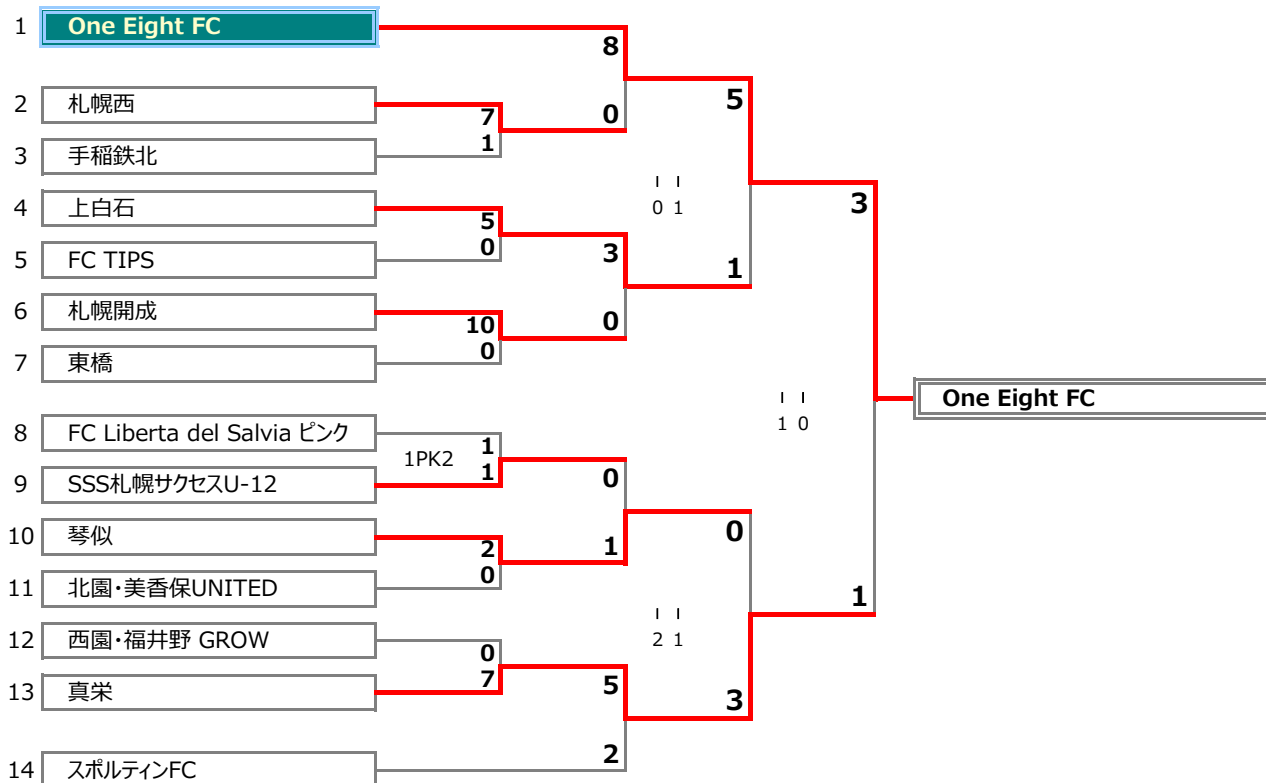 1 One Eight FC
8
2 札幌西
7
0
5
1
3 手稲鉄北
ı ı
0 1
4 上白石
5
3
0
3
5 FC TIPS
1
6 札幌開成
10
0
0
7 東橋
One Eight FC
ı ı
1 0
8 FC Liberta del Salvia ピンク
1
1PK2
1
0
9 SSS札幌サクセスU-12
10 琴似
2
1
0
0
11 北園・美香保UNITED
1
ı ı
2 1
12 西園・福井野 GROW
0
7
5
3
13 真栄
2
14 スポルティンFC